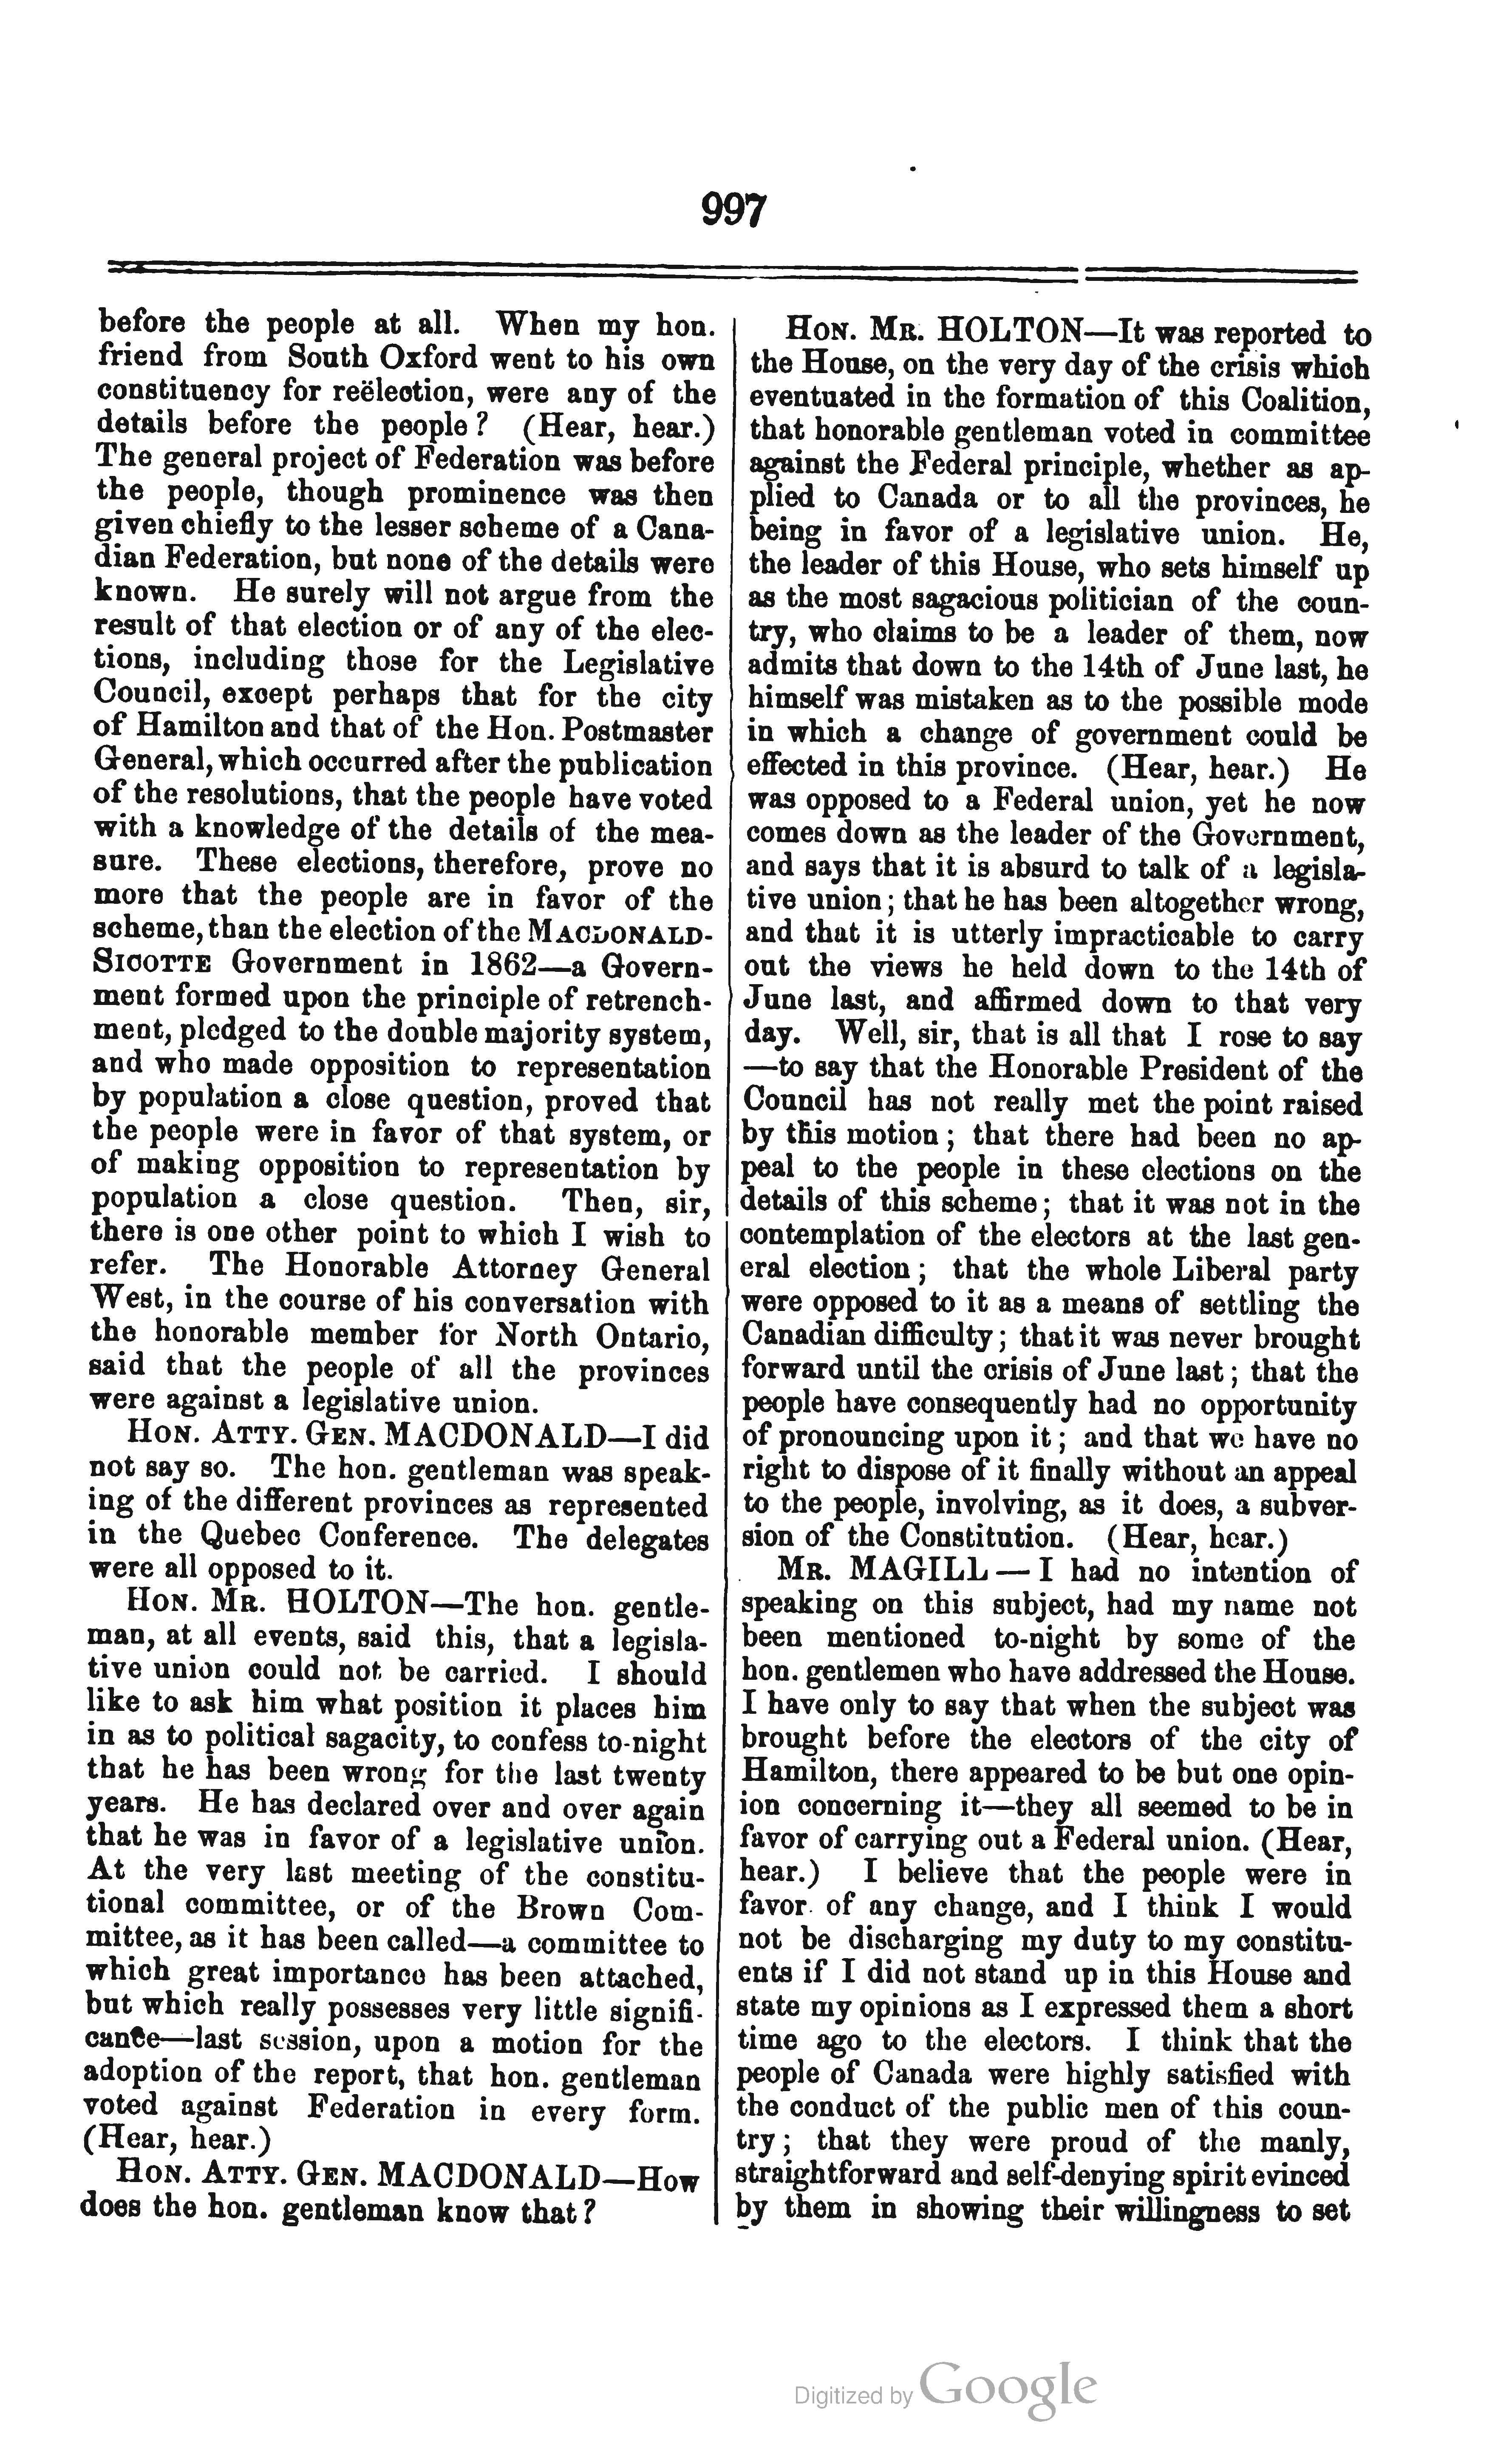 997
before the people at all. When my hon.
friend from South Oxford went to his own
constituency for reëlection, were any of the
details before the people? (Hear, hear.)
The general project of Federation was before
the people, though prominence was then
given chiefly to the lesser scheme of a Cana-
dian Federation, but none of the details were
known. He surely will not argue from the
result of that election or of any of the elec-
tions, including those for the Legislative
Council, except perhaps that for the city
of Hamilton and that of the Hon. Postmaster
General, which occurred after the publication
of the resolutions, that the people have voted
with a knowledge of the details of the mea-
sure. These elections, therefore, prove no
more that the people are in favor of the
scheme, than the election of the MACDONALD-
SICOTTE Government in 1862—a Govern-
ment formed upon the principle of retrench-
ment, pledged to the double majority system,
and who made opposition to representation
by population a close question, proved that
the people were in favor of that system, or
of making opposition to representation by
population a close question. Then, sir,
there is one other point to which I wish to
refer. The Honorable Attorney General
West, in the course of his conversation with
the honorable member for North Ontario,
said that the people of all the provinces
were against a legislative union.
HON. ATTY. GEN. MACDONALD—I did
not say so. The hon. gentleman was speak-
ing of the different provinces as represented
in the Quebec Conference. The delegates
were all opposed to it.
HON. MR. HOLTON—The hon. gentle-
man, at all events, said this, that a legisla-
tive union could not be carried. I should
like to ask him what position it places him
in as to political sagacity, to confess to-night
that he has been wrong for the last twenty
years. He has declared over and over again
that he was in favor of a legislative union.
At the very last meeting of the constitu-
tional committee, or of the Brown Com-
mittee, as it has been called—a committee to
which great importance has been attached,
but which really possesses very little signifi-
cance—last session, upon a motion for the
adoption of the report, that hon. gentleman
voted against Federation in every form.
(Hear, hear.)
HON. ATTY. GEN. MACDONALD—How
does the hon. gentleman know that?
HON. MR. HOLTON—It was reported to
the House, on the very day of the crisis which
eventuated in the formation of this Coalition,
that honorable gentleman voted in committee
against the Federal principle, whether as ap-
plied to Canada or to all the provinces, he
being in favor of a legislative union. He,
the leader of this House, who sets himself up
as the most sagacious politician of the coun-
try, who claims to be a leader of them, now
admits that down to the 14th of June last, he
himself was mistaken as to the possible mode
in which a change of government could be
effected in this province. (Hear, hear.) He
was opposed to a Federal union, yet he now
comes down as the leader of the Government,
and says that it is absurd to talk of a legisla-
tive union; that he has been altogether wrong,
and that it is utterly impracticable to carry
out the views he held down to the 14th of
June last, and affirmed down to that very
day. Well, sir, that is all that I rose to say
—to say that the Honorable President of the
Council has not really met the point raised
by this motion; that there had been no ap-
peal to the people in these elections on the
details of this scheme; that it was not in the
contemplation of the electors at the last gen-
eral election; that the whole Liberal party
were opposed to it as a means of settling the
Canadian difficulty; that it was never brought
forward until the crisis of June last; that the
people have consequently had no opportunity
of pronouncing upon it; and that we have no
right to dispose of it finally without an appeal
to the people, involving, as it does, a subver-
sion of the Constitution. (Hear, hear.)
MR. MAGILL—I had no intention of
speaking on this subject, had my name not
been mentioned to-night by some of the
hon. gentlemen who have addressed the House.
I have only to say that when the subject was
brought before the electors of the city of
Hamilton, there appeared to be but one opin-
ion concerning it—they all seemed to be in
favor of carrying out a Federal union. (Hear,
hear.) I believe that the people were in
favor of any change, and I think I would
not be discharging my duty to my constitu-
ents if I did not stand up in this House and
state my opinions as I expressed them a short
time ago to the electors. I think that the
people of Canada were highly satisfied with
the conduct of the public men of this coun-
try; that they were proud of the manly,
straightforward and self-denying spirit evinced
by them in showing their willingness to set
Digitized by Google